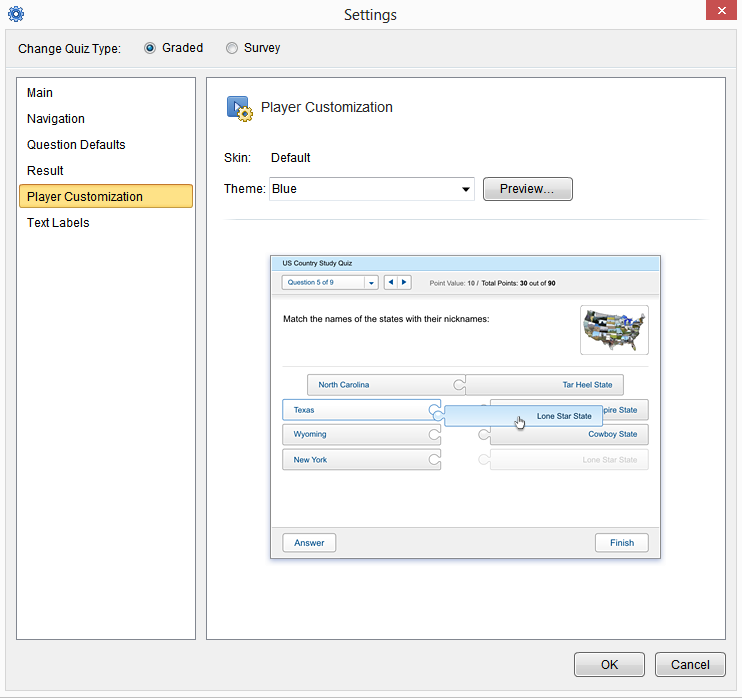 Settings
Change Quiz Type: Graded Survey
Main
Navigation
Question Defaults
Result
Player Customization
Text Labels
Player Customization
Skin: Default
Theme: Blue Preview...
US Country Study Quiz
Question 5 of 9 Point Value: 10 / Total Points: 30 out of 90
Match the names of the states with their nicknames:
North Carolina Tar Heel State
Texas Lone Star State pire State
Wyoming Cowboy State
New York Lone Star State
Answer Finish
OK Cancel